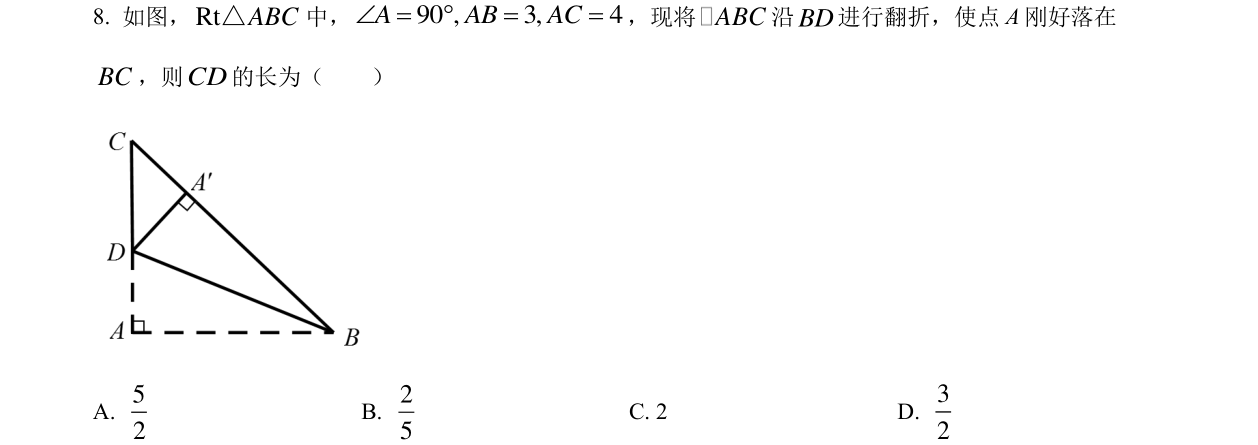 8. 如图，Rt△ABC 中，∠A=90°, AB=3, AC=4，现将□ABC 沿 BD 进行翻折，使点 A 刚好落在
BC，则 CD 的长为（　　）
C
A′
D
A
B
A. 5/2 B. 2/5 C. 2 D. 3/2